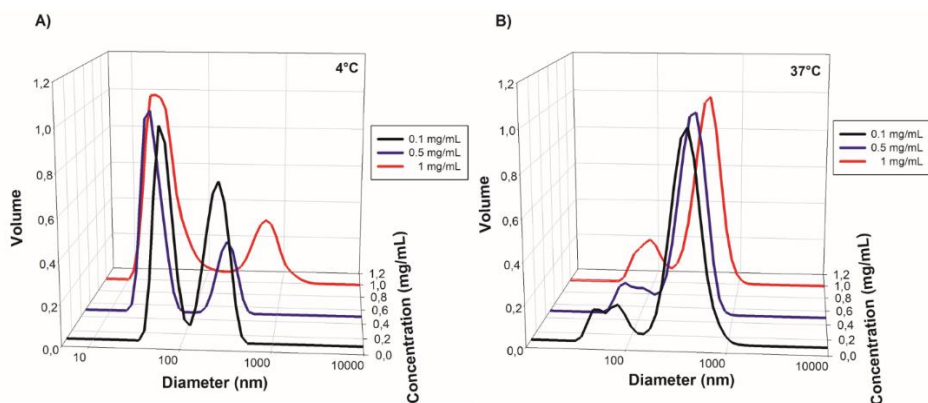 A)
4°C
1,2
1,0
0,8
0,6
0,4
0,2
0,0
Volume
10
100
1000
10000
Diameter (nm)
1,2
1,0
0,8
0,6
0,4
0,2
0,0
Concentration (mg/mL)
0.1 mg/mL
0.5 mg/mL
1 mg/mL
B)
37°C
1,2
1,0
0,8
0,6
0,4
0,2
0,0
Volume
100
1000
10000
Diameter (nm)
1,2
1,0
0,8
0,6
0,4
0,2
0,0
Concentration (mg/mL)
0.1 mg/mL
0.5 mg/mL
1 mg/mL